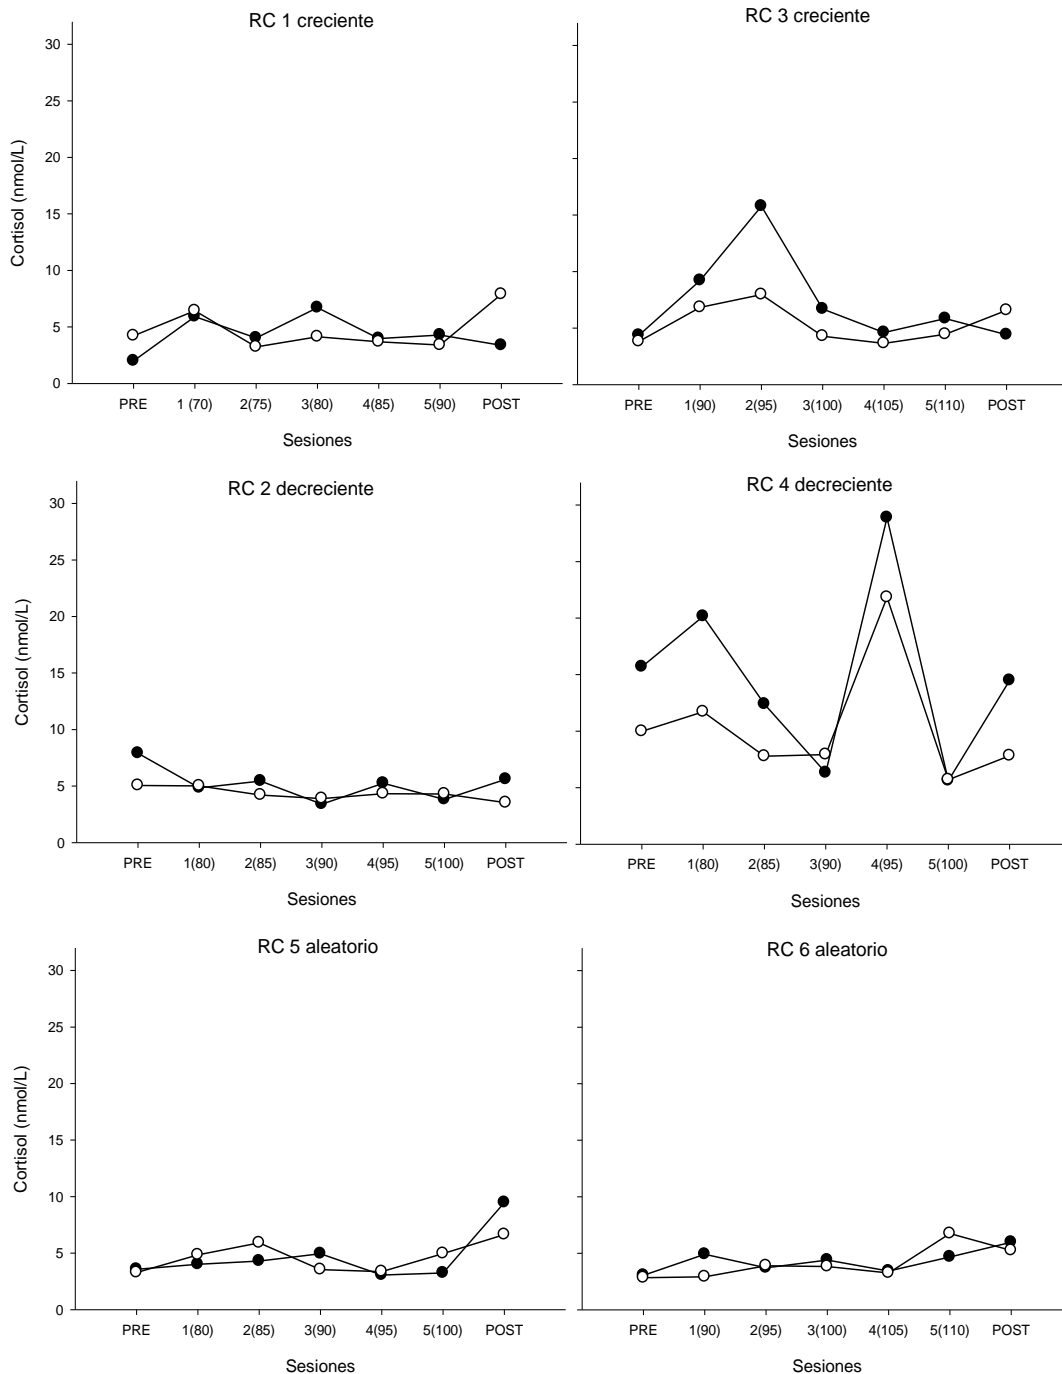 RC 1 creciente
30
25
20
15
10
5
0
Cortisol (nmol/L)
PRE 1 (70) 2(75) 3(80) 4(85) 5(90) POST
Sesiones
RC 3 creciente
PRE 1(90) 2(95) 3(100) 4(105) 5(110) POST
Sesiones
RC 2 decreciente
30
25
20
15
10
5
0
Cortisol (nmol/L)
PRE 1(80) 2(85) 3(90) 4(95) 5(100) POST
Sesiones
RC 4 decreciente
PRE 1(80) 2(85) 3(90) 4(95) 5(100) POST
Sesiones
RC 5 aleatorio
30
25
20
15
10
5
0
Cortisol (nmol/L)
PRE 1(80) 2(85) 3(90) 4(95) 5(100) POST
Sesiones
RC 6 aleatorio
PRE 1(90) 2(95) 3(100) 4(105) 5(110) POST
Sesiones